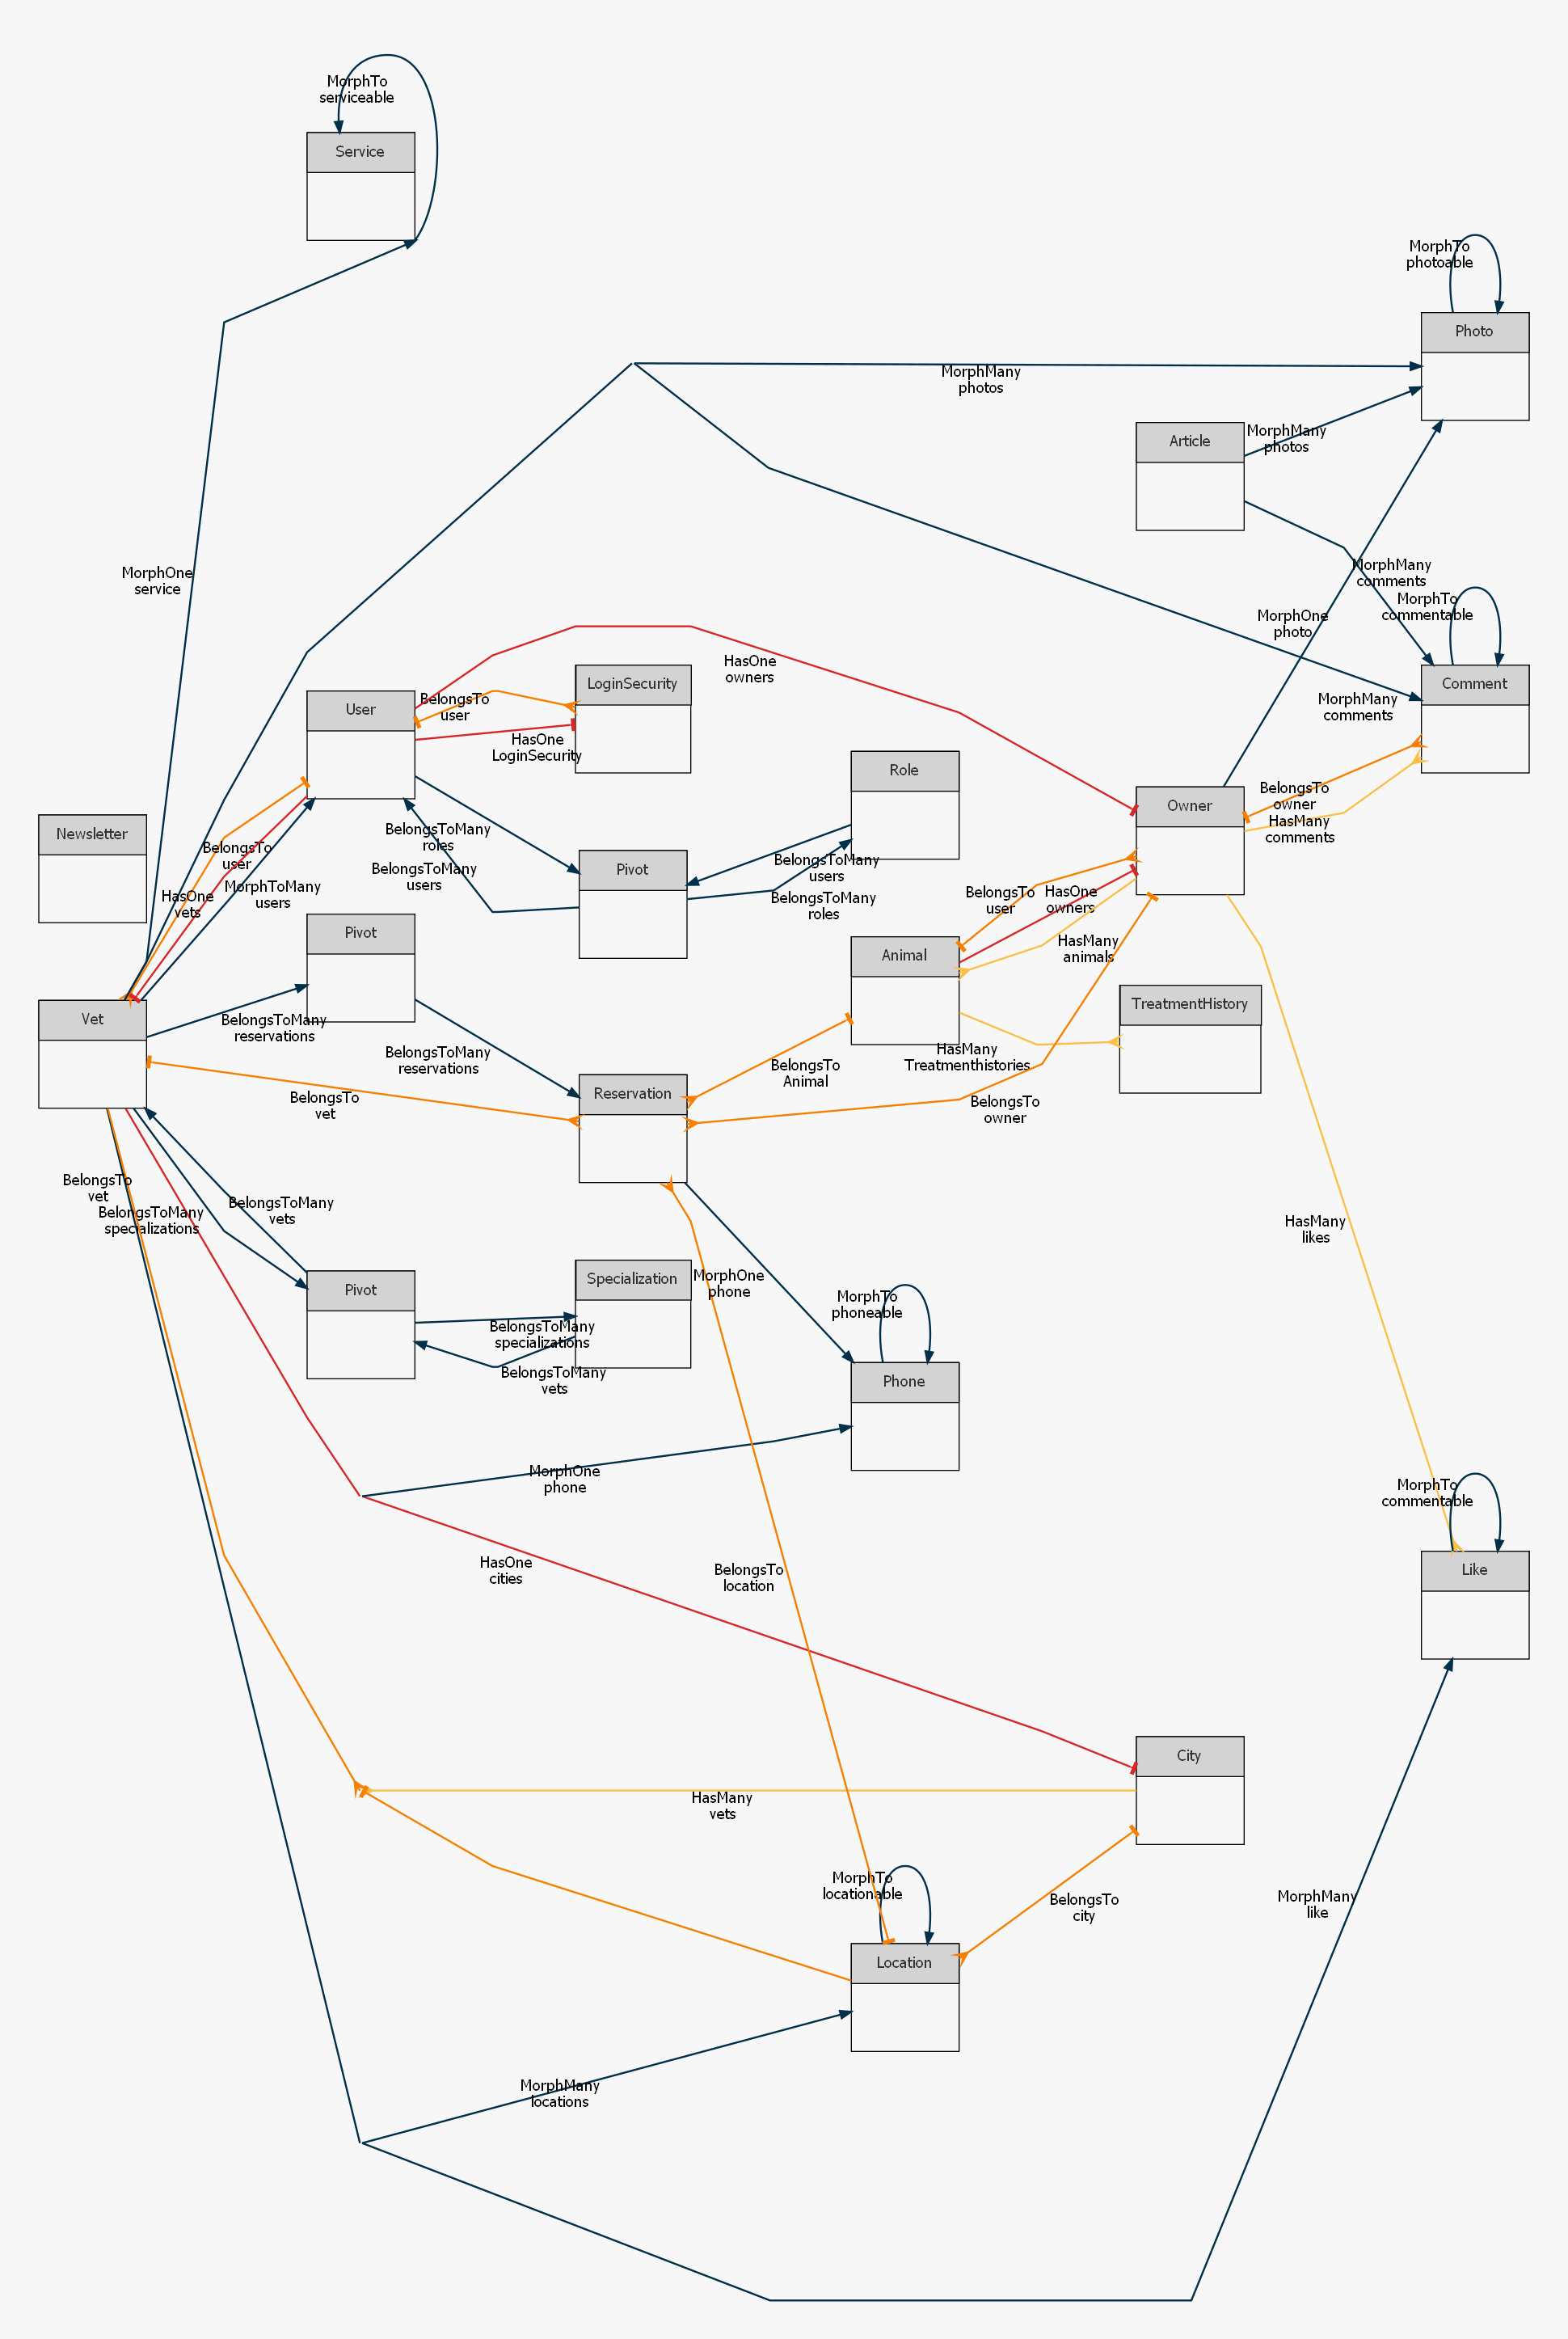 MorphTo
serviceable
Service
MorphTo
photoable
Photo
MorphMany
photos
Article
MorphMany
photos
MorphOne
service
MorphMany
comments
MorphTo
commentable
MorphOne
photo
HasOne
owners
LoginSecurity
Comment
BelongsTo
user
User
MorphMany
comments
HasOne
LoginSecurity
Role
BelongsTo
owner
Owner
HasMany
comments
Newsletter
BelongsToMany
roles
BelongsTo
user
BelongsToMany
users
Pivot
BelongsToMany
users
MorphToMany
users
HasOne
vets
BelongsToMany
roles
BelongsTo
user
HasOne
owners
Pivot
HasMany
animals
Animal
TreatmentHistory
Vet
BelongsToMany
reservations
BelongsToMany
reservations
HasMany
Treatmenthistories
BelongsTo
Animal
Reservation
BelongsTo
vet
BelongsTo
owner
BelongsTo
vet
BelongsToMany
specializations
BelongsToMany
vets
HasMany
likes
Pivot
Specialization
MorphOne
phone
MorphTo
phoneable
BelongsToMany
specializations
BelongsToMany
vets
Phone
MorphOne
phone
MorphTo
commentable
HasOne
cities
BelongsTo
location
Like
City
HasMany
vets
MorphTo
locationable
MorphMany
like
BelongsTo
city
Location
MorphMany
locations